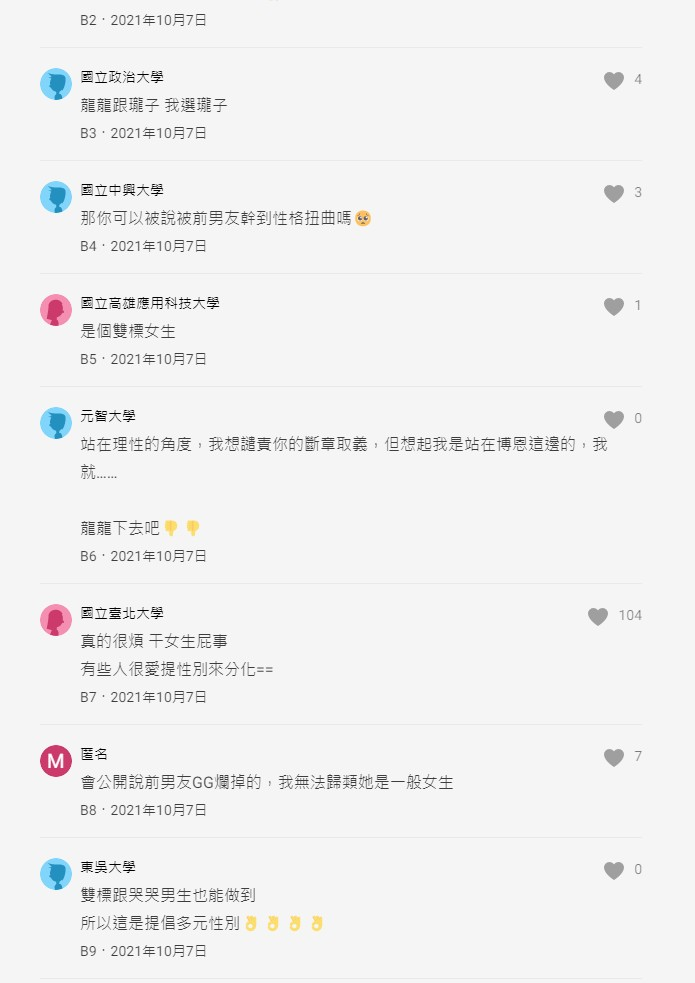 B2．2021年10月7日
國立政治大學
4
龍龍跟瓏子 我選瓏子
B3．2021年10月7日
國立中興大學
3
那你可以被說被前男友幹到性格扭曲嗎🥺
B4．2021年10月7日
國立高雄應用科技大學
1
是個雙標女生
B5．2021年10月7日
元智大學
0
站在理性的角度，我想譴責你的斷章取義，但想起我是站在博恩這邊的，我
就……
龍龍下去吧👎👎
B6．2021年10月7日
國立臺北大學
104
真的很煩 干女生屁事
有些人很愛提性別來分化==
B7．2021年10月7日
M
匿名
7
會公開說前男友GG爛掉的，我無法歸類她是一般女生
B8．2021年10月7日
東吳大學
0
雙標跟哭哭男生也能做到
所以這是提倡多元性別👌👌👌👌
B9．2021年10月7日